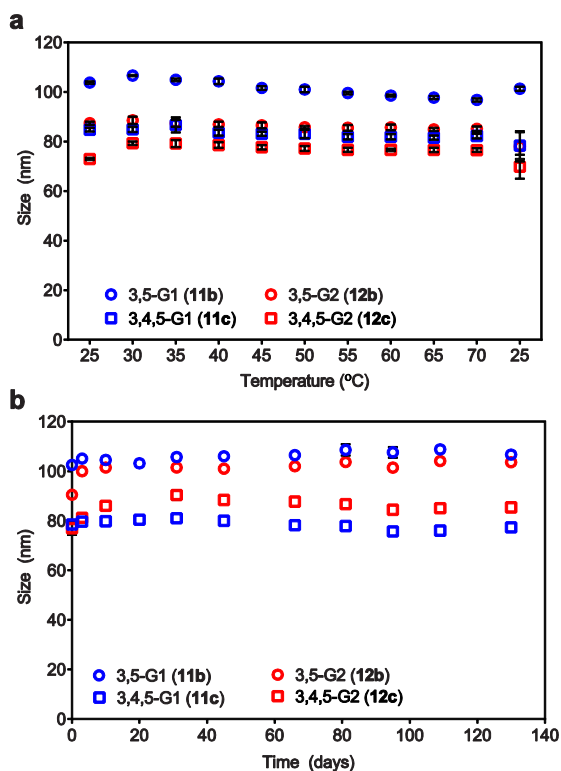 a
120
100
80
60
40
20
0
Size (nm)
3,5-G1 (11b) 3,5-G2 (12b)
3,4,5-G1 (11c) 3,4,5-G2 (12c)
25 30 35 40 45 50 55 60 65 70 25
Temperature (ºC)
b
120
100
80
60
40
20
0
Size (nm)
3,5-G1 (11b) 3,5-G2 (12b)
3,4,5-G1 (11c) 3,4,5-G2 (12c)
0 20 40 60 80 100 120 140
Time (days)